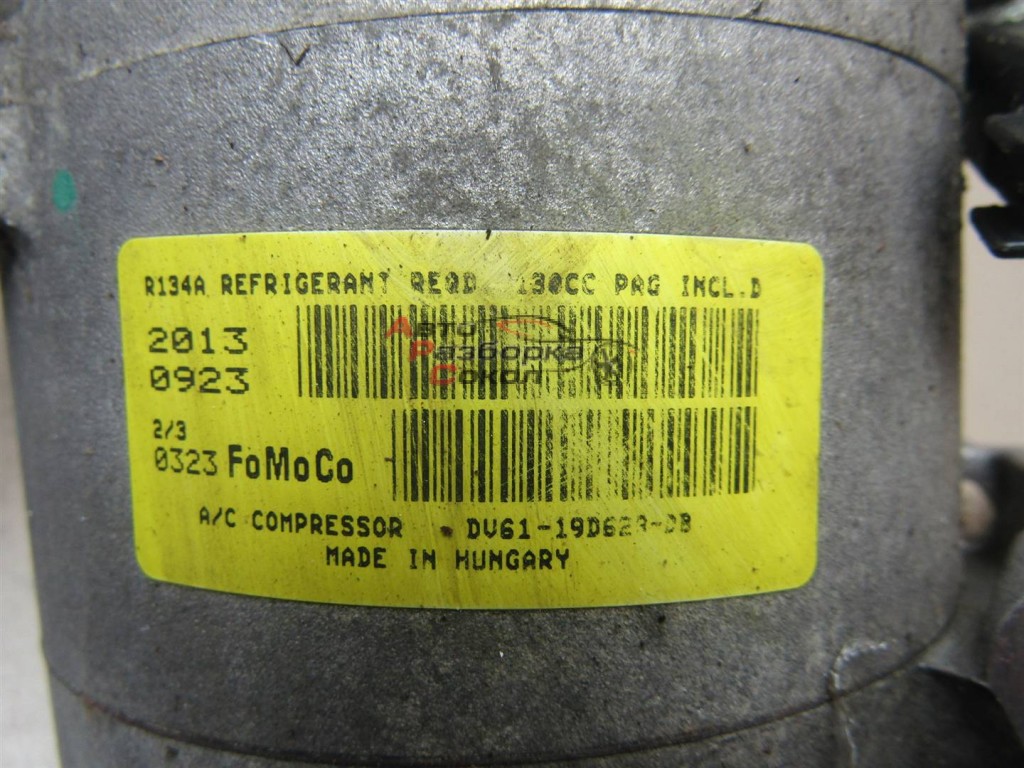 R134A REFRIGERANT REQD. 130CC PAG INCL.D
2013
0923
2/3
0323 FoMoCo
A/C COMPRESSOR DV61-19D629-DB
MADE IN HUNGARY
Авто
Разборка
Сокол